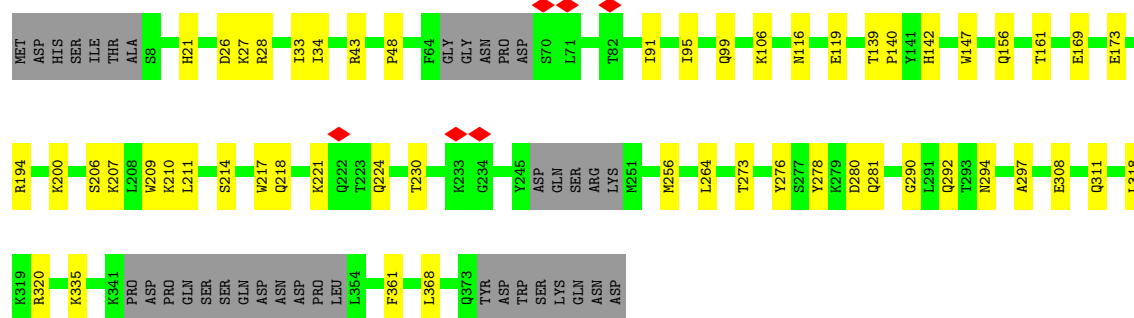 MET ASP HIS SER ILE THR ALA S8 H21 D26 K27 R28 I33 I34 R43 P48 F64 GLY GLY ASN PRO ASP S70 L71 T82 I91 I95 Q99 K106 N116 E119 T139 P140 Y141 H142 W147 Q156 T161 E169 E173
R194 K200 S206 K207 L208 W209 K210 L211 S214 W217 Q218 K221 Q222 T223 Q224 T230 K233 G234 Y245 ASP GLN SER ARG LYS M251 M256 L264 T273 Y276 S277 Y278 K279 D280 Q281 G290 L291 Q292 T293 N294 A297 E308 Q311 L318
K319 R320 K335 K341 PRO ASP PRO GLN SER SER GLN ASP ASN ASP PRO LEU L354 F361 L368 Q373 TYR ASP TRP SER LYS GLN ASN ASP